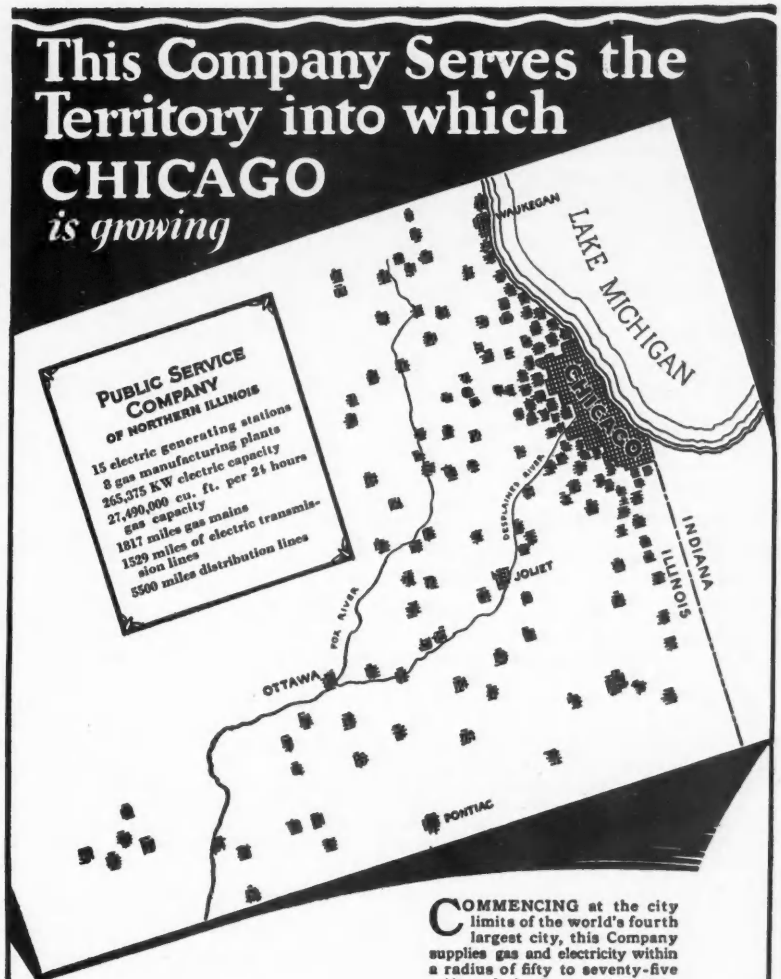 This Company Serves the
Territory into which
CHICAGO
is growing
WAUKEGAN
LAKE MICHIGAN
PUBLIC SERVICE
COMPANY
OF NORTHERN ILLINOIS
15 electric generating stations
8 gas manufacturing plants
265,375 KW electric capacity
27,490,000 cu. ft. per 24 hours
gas capacity
1817 miles gas mains
1529 miles of electric transmis-
sion lines
5500 miles distribution lines
CHICAGO
DESPLAINES RIVER
INDIANA
ILLINOIS
JOLIET
FOX RIVER
OTTAWA
PONTIAC
COMMENCING at the city
limits of the world's fourth
largest city, this Company
supplies gas and electricity within
a radius of fifty to seventy-five